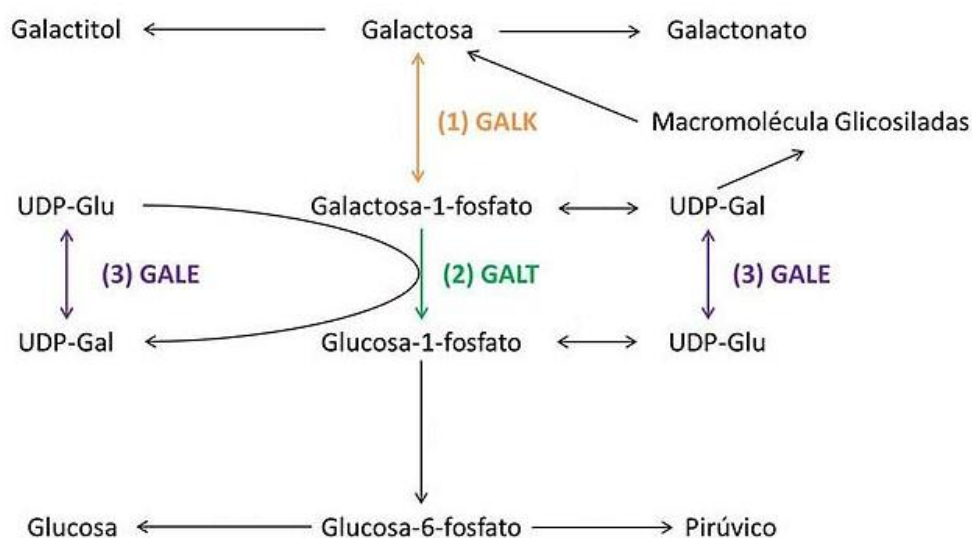 Galactitol
Galactosa
Galactonato
(1) GALK
Macromolécula Glicosiladas
UDP-Glu
Galactosa-1-fosfato
UDP-Gal
(3) GALE
(2) GALT
(3) GALE
UDP-Gal
Glucosa-1-fosfato
UDP-Glu
Glucosa
Glucosa-6-fosfato
Pirúvico